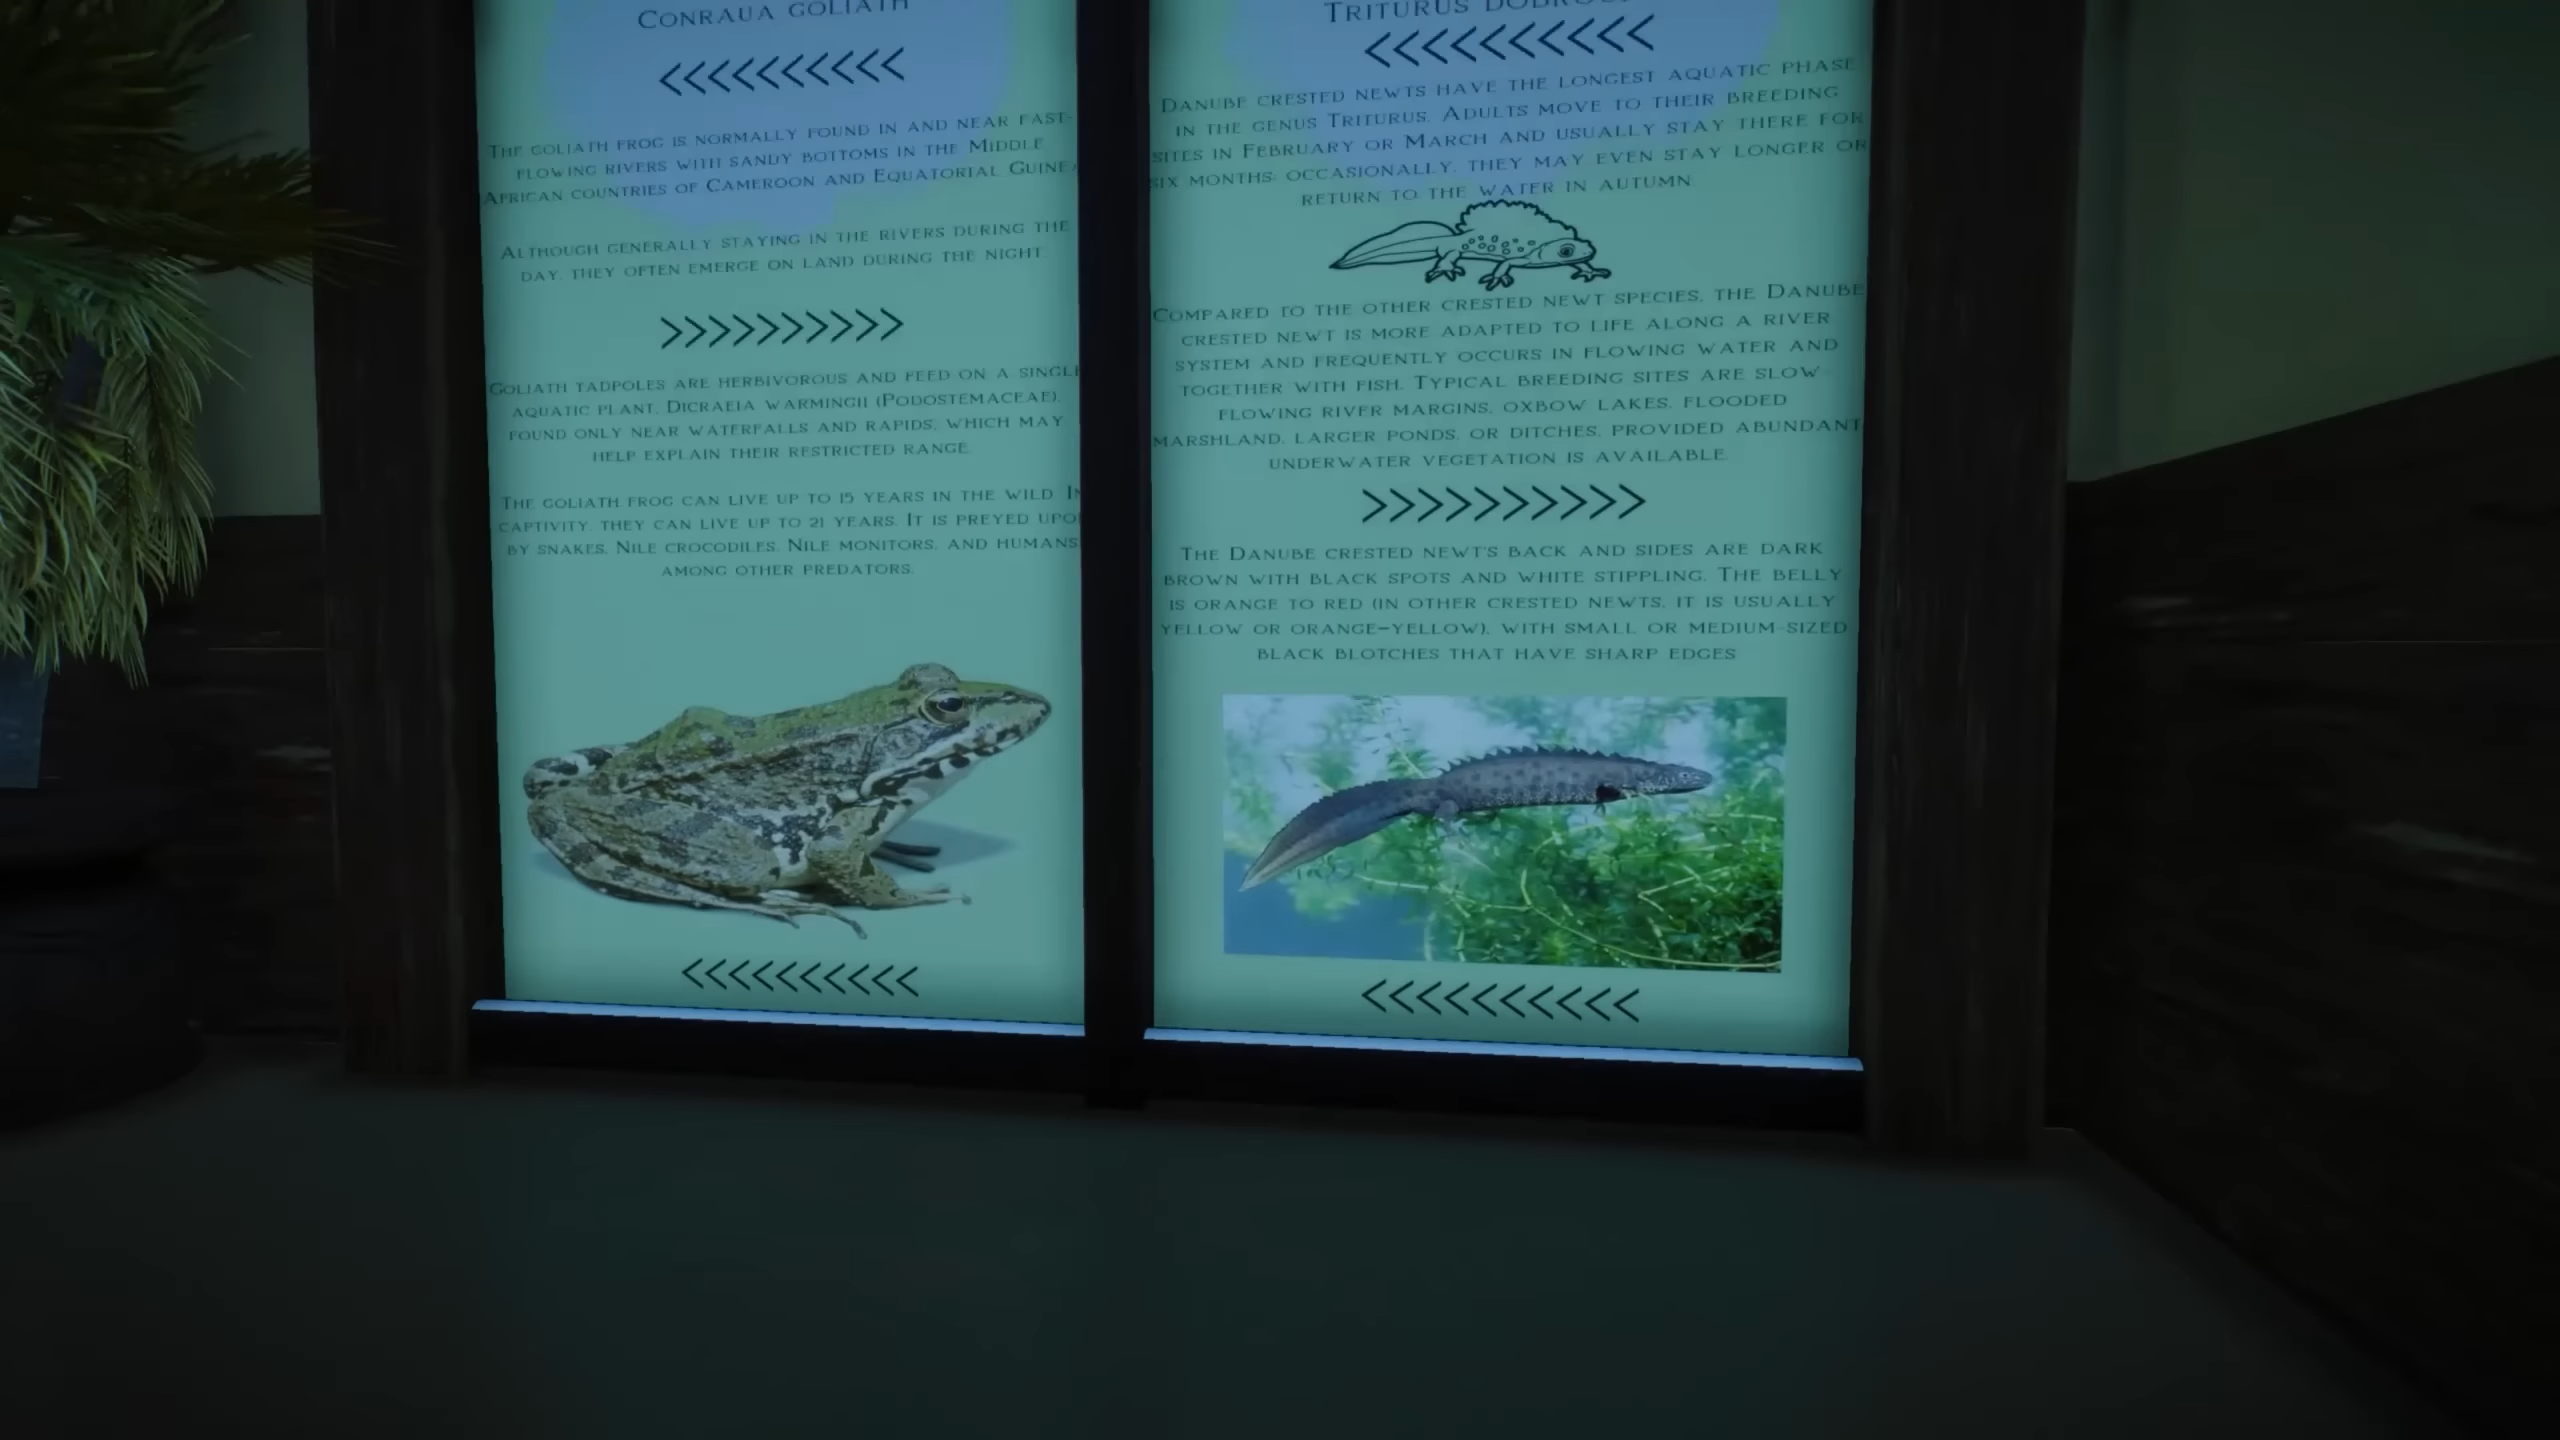 Conraua goliath
<<<<<<<<<<
The goliath frog is normally found in and near fast-
flowing rivers with sandy bottoms in the Middle
African countries of Cameroon and Equatorial Guinea
Although generally staying in the rivers during the
day, they often emerge on land during the night.
>>>>>>>>>>
Goliath tadpoles are herbivorous and feed on a single
aquatic plant, Dicraeia warmingii (Podostemaceae),
found only near waterfalls and rapids, which may
help explain their restricted range.
The goliath frog can live up to 15 years in the wild. In
captivity, they can live up to 21 years. It is preyed upon
by snakes, Nile crocodiles, Nile monitors, and humans,
among other predators.
<<<<<<<<<<
Triturus
<<<<<<<<<<
Danube crested newts have the longest aquatic phase
in the genus Triturus. Adults move to their breeding
sites in February or March and usually stay there for
six months; occasionally, they may even stay longer or
return to the water in autumn
Compared to the other crested newt species, the Danube
crested newt is more adapted to life along a river
system and frequently occurs in flowing water and
together with fish. Typical breeding sites are slow-
flowing river margins, oxbow lakes, flooded
marshland, larger ponds, or ditches, provided abundant
underwater vegetation is available.
>>>>>>>>>>
The Danube crested newt's back and sides are dark
brown with black spots and white stippling. The belly
is orange to red (in other crested newts, it is usually
yellow or orange–yellow), with small or medium-sized
black blotches that have sharp edges
<<<<<<<<<<